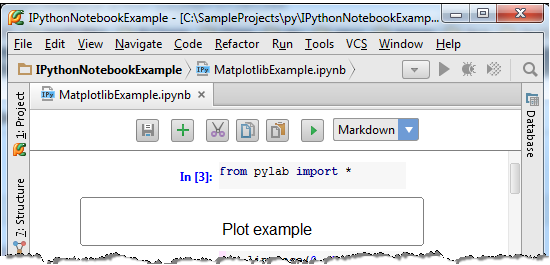 IPythonNotebookExample - [C:\SampleProjects\py\IPythonNotebookExamp...
File Edit View Navigate Code Refactor Run Tools VCS Window Help
IPythonNotebookExample MatplotlibExample.ipynb
MatplotlibExample.ipynb
1: Project
7: Structure
Database
Markdown
In [3]: from pylab import *
Plot example